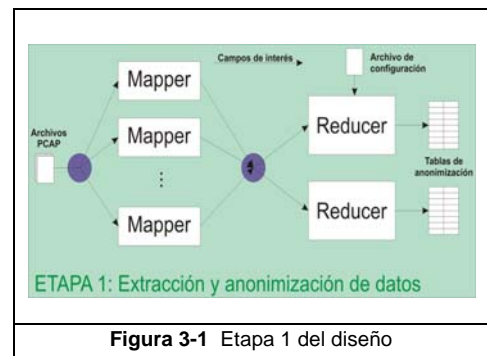 Campos de interés
Archivo de
configuración
Mapper
Archivos
PCAP
Mapper
Reducer
Tablas de
anonimización
Mapper
Reducer
ETAPA 1: Extracción y anonimización de datos
Figura 3-1 Etapa 1 del diseño